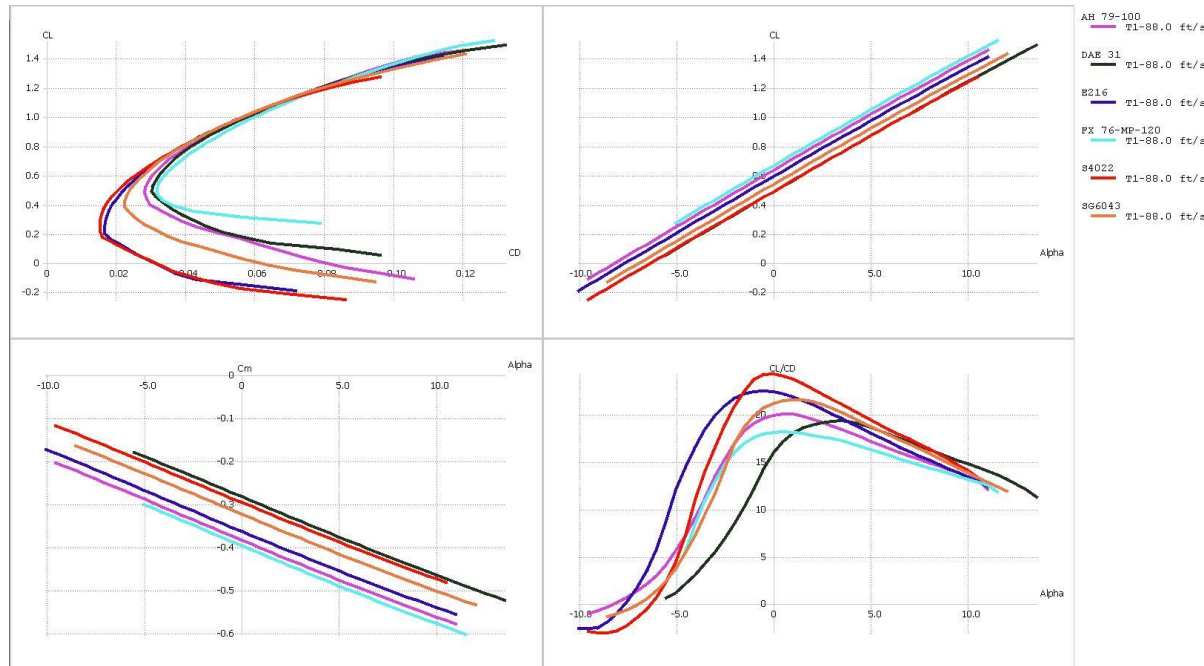 CL
1.4
1.2
1.0
0.8
0.6
0.4
0.2
0
-0.2
0
0.02
0.04
0.06
0.08
0.10
0.12
CD
CL
1.4
1.2
1.0
0.8
0.6
0.4
0.2
0
-0.2
-10.0
-5.0
5.0
10.0
Alpha
AH 79-100
T1-88.0 ft/s
DAE 31
T1-88.0 ft/s
E216
T1-88.0 ft/s
FX 76-MP-120
T1-88.0 ft/s
S4022
T1-88.0 ft/s
SG6043
T1-88.0 ft/s
Cm
Alpha
-10.0
-5.0
0
5.0
10.0
-0.1
-0.2
-0.3
-0.4
-0.5
-0.6
CL/CD
20
15
10
5
0
-10.0
-5.0
5.0
10.0
Alpha